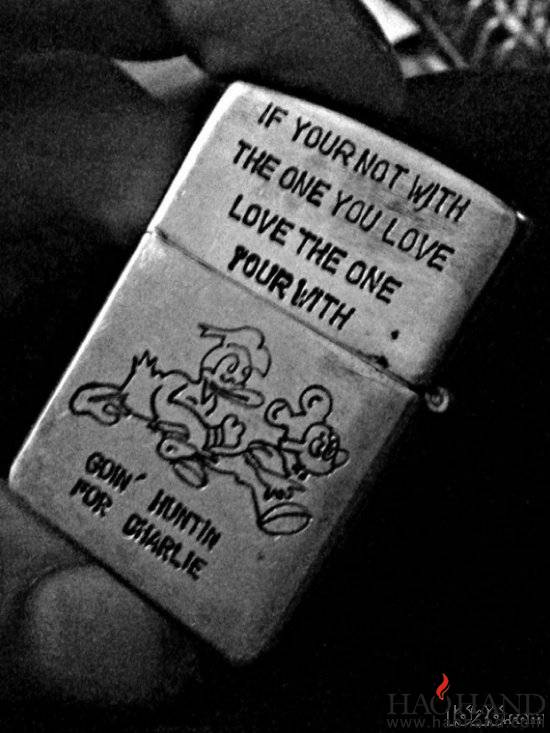 IF YOUR NOT WITH
THE ONE YOU LOVE
LOVE THE ONE
YOUR WITH
GOIN' HUNTIN
FOR CHARLIE
HAOHAND